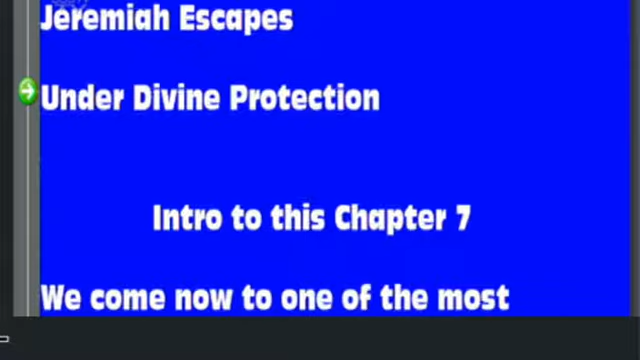 Jeremiah Escapes
Under Divine Protection
Intro to this Chapter 7
We come now to one of the most